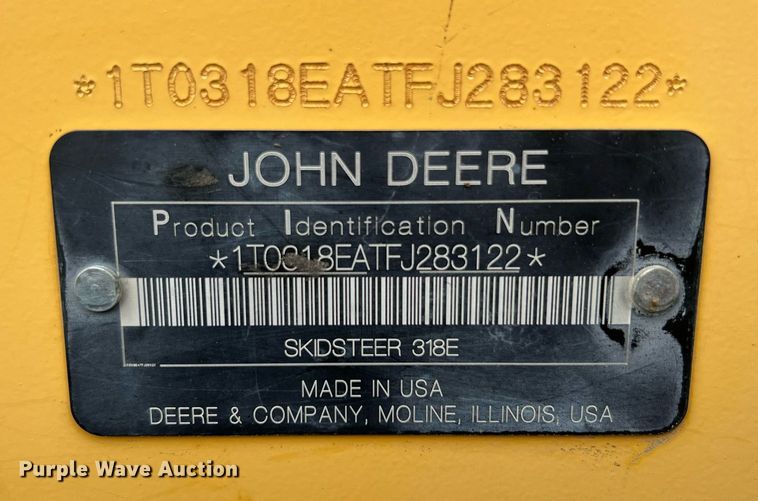 *1T0318EATFJ283122*
JOHN DEERE
Product Identification Number
*1T0318EATFJ283122*
SKIDSTEER 318E
MADE IN USA
DEERE & COMPANY, MOLINE, ILLINOIS, USA
Purple Wave Auction